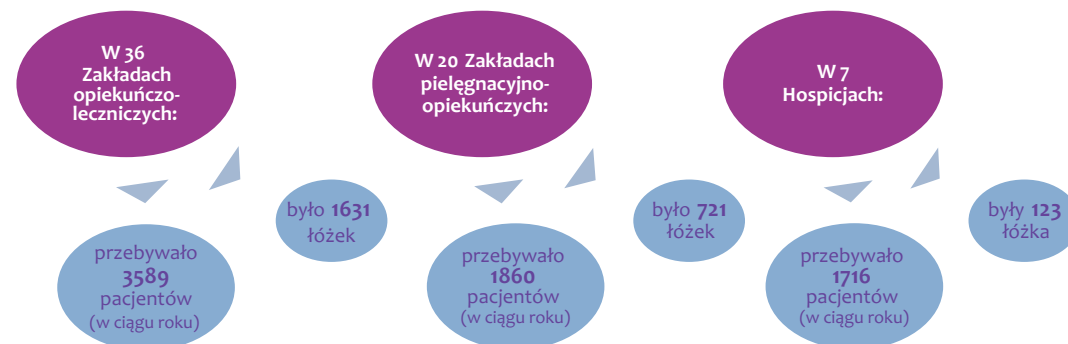 W 36
Zakładach
opiekuńczo-
leczniczych:
było 1631
łóżek
przebywało
3589
pacjentów
(w ciągu roku)
W 20 Zakładach
pielęgnacyjno-
opiekuńczych:
było 721
łóżek
przebywało
1860
pacjentów
(w ciągu roku)
W 7
Hospicjach:
były 123
łóżka
przebywało
1716
pacjentów
(w ciągu roku)